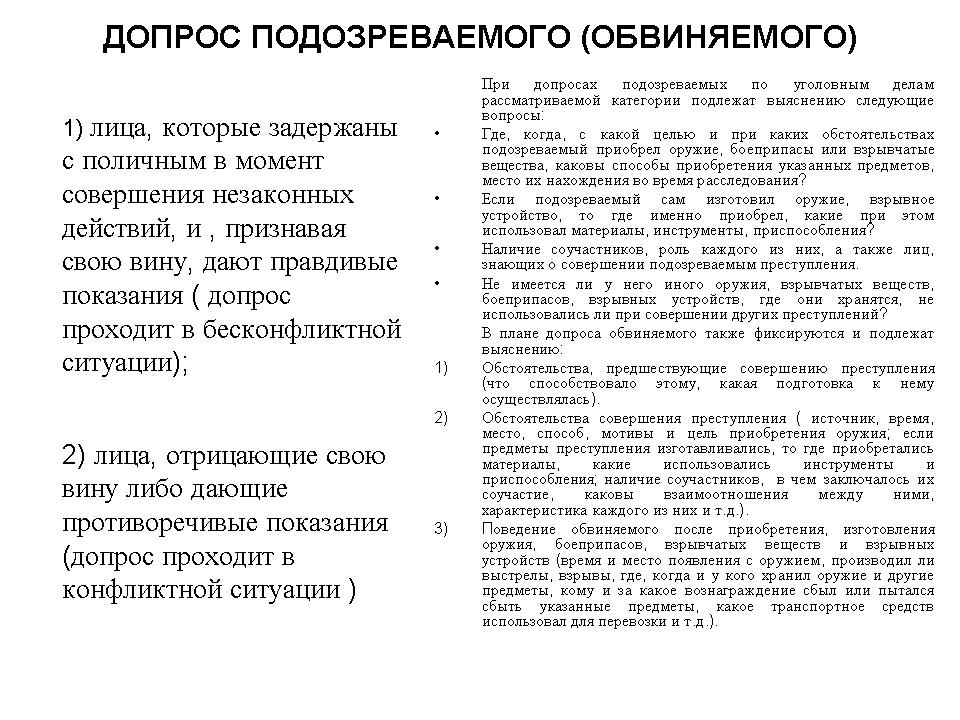 ДОПРОС ПОДОЗРЕВАЕМОГО (ОБВИНЯЕМОГО)
1) лица, которые задержаны
с поличным в момент
совершения незаконных
действий, и , признавая
свою вину, дают правдивые
показания ( допрос
проходит в бесконфликтной
ситуации);
2) лица, отрицающие свою
вину либо дающие
противоречивые показания
(допрос проходит в
конфликтной ситуации )
При допросах подозреваемых по уголовным делам
рассматриваемой категории подлежат выяснению следующие
вопросы:
• Где, когда, с какой целью и при каких обстоятельствах
подозреваемый приобрел оружие, боеприпасы или взрывчатые
вещества, каковы способы приобретения указанных предметов,
место их нахождения во время расследования?
• Если подозреваемый сам изготовил оружие, взрывное
устройство, то где именно приобрел, какие при этом
использовал материалы, инструменты, приспособления?
• Наличие соучастников, роль каждого из них, а также лиц,
знающих о совершении подозреваемым преступления.
• Не имеется ли у него иного оружия, взрывчатых веществ,
боеприпасов, взрывных устройств, где они хранятся, не
использовались ли при совершении других преступлений?
В плане допроса обвиняемого также фиксируются и подлежат
выяснению:
1) Обстоятельства, предшествующие совершению преступления
(что способствовало этому, какая подготовка к нему
осуществлялась).
2) Обстоятельства совершения преступления ( источник, время,
место, способ, мотивы и цель приобретения оружия; если
предметы преступления изготавливались, то где приобретались
материалы, какие использовались инструменты и
приспособления; наличие соучастников, в чем заключалось их
соучастие, каковы взаимоотношения между ними,
характеристика каждого из них и т.д.).
3) Поведение обвиняемого после приобретения, изготовления
оружия, боеприпасов, взрывчатых веществ и взрывных
устройств (время и место появления с оружием, производил ли
выстрелы, взрывы, где, когда и у кого хранил оружие и другие
предметы, кому и за какое вознаграждение сбыл или пытался
сбыть указанные предметы, какое транспортное средств
использовал для перевозки и т.д.).